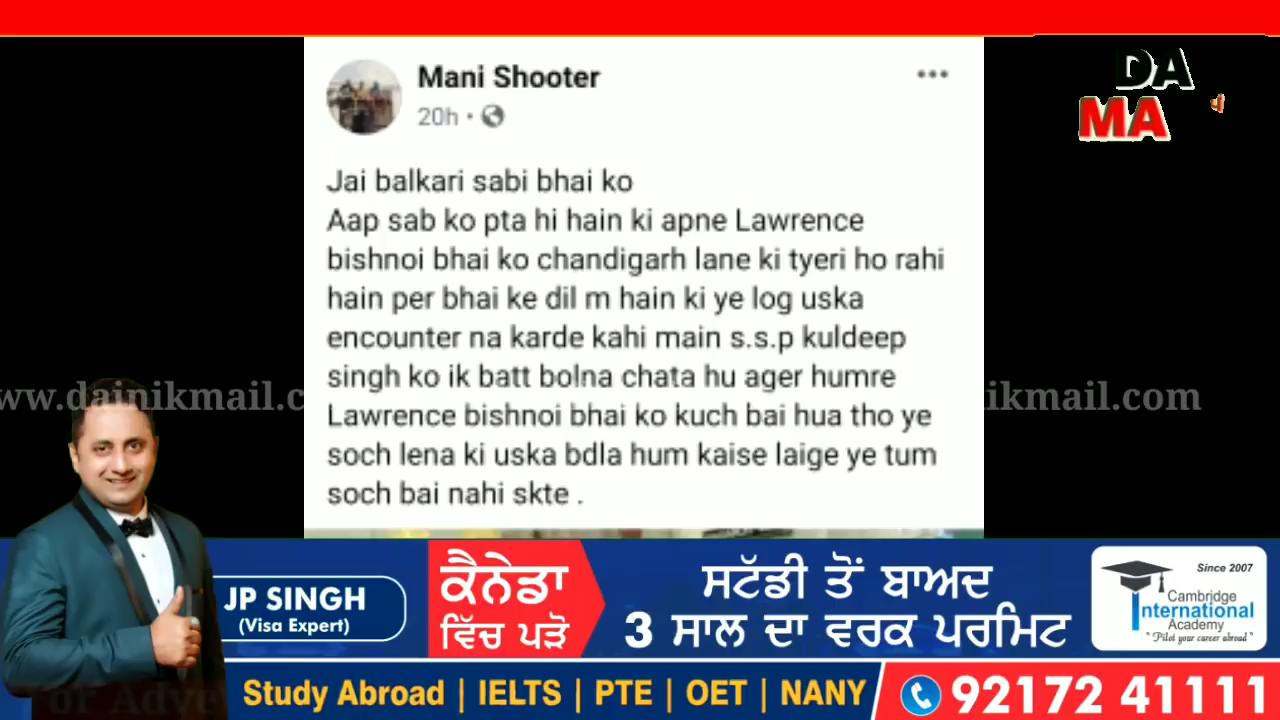 Mani Shooter
20h
Jai balkari sabi bhai ko
Aap sab ko pta hi hain ki apne Lawrence
bishnoi bhai ko chandigarh lane ki tyeri ho rahi
hain per bhai ke dil m hain ki ye log uska
encounter na karde kahi main s.s.p kuldeep
singh ko ik batt bolna chata hu ager humre
Lawrence bishnoi bhai ko kuch bai hua tho ye
soch lena ki uska bdla hum kaise laige ye tum
soch bai nahi skte .
DA
MA
www.dainikmail.c
nikmail.com
JP SINGH
(Visa Expert)
ਕੈਨੇਡਾ
ਵਿੱਚ ਪੜੋ
ਸਟੱਡੀ ਤੋਂ ਬਾਅਦ
3 ਸਾਲ ਦਾ ਵਰਕ ਪਰਮਿਟ
Since 2007
Cambridge
International
Academy
"Pilot your career abroad"
Study Abroad | IELTS | PTE | OET | NANY
92172 41111